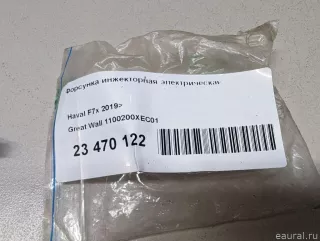 Форсунка инжекторная электрическая
Haval F7x 2019>
Great Wall 1100200XEC01
23 470 122
eaural.ru